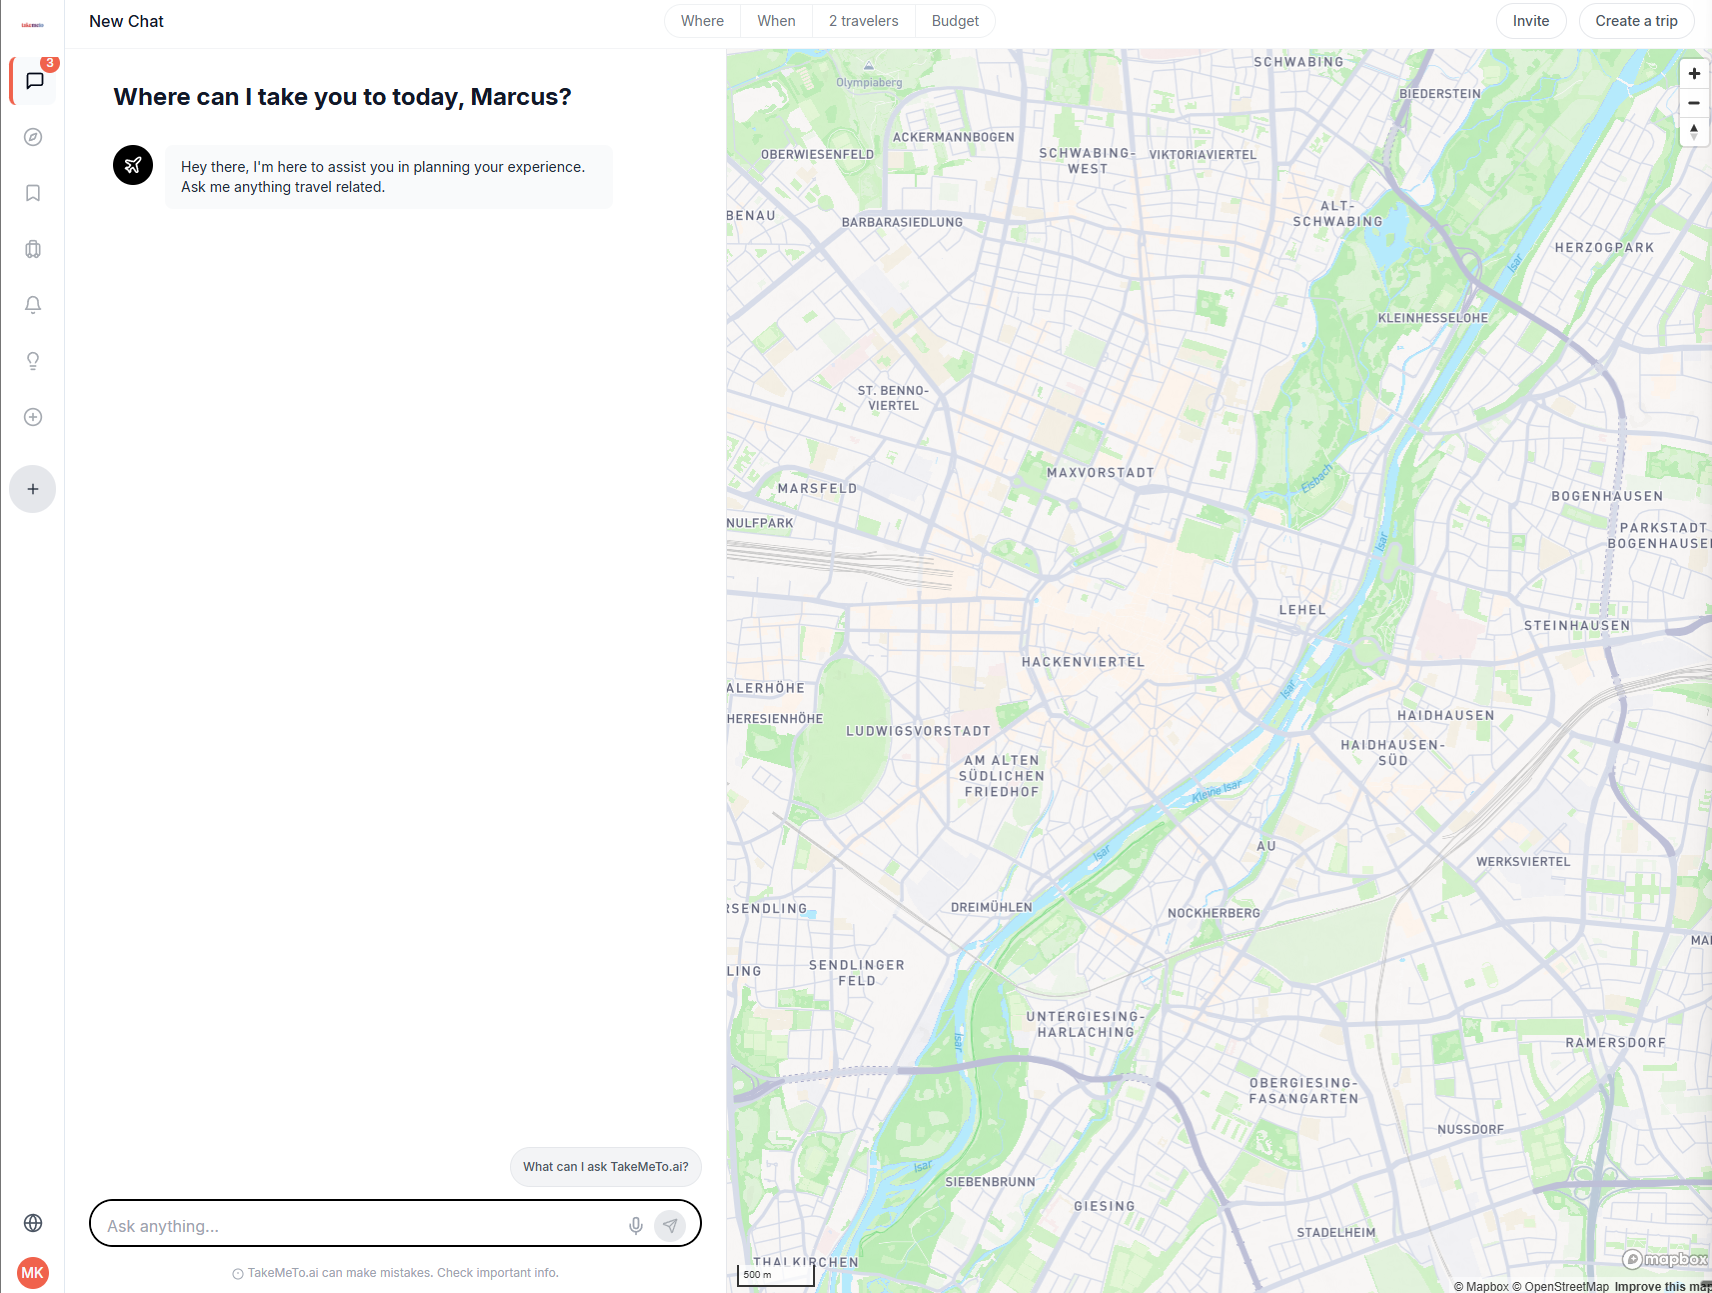 takemeto
New Chat
Where
When
2 travelers
Budget
Invite
Create a trip
3
Where can I take you to today, Marcus?
Hey there, I'm here to assist you in planning your experience.
Ask me anything travel related.
What can I ask TakeMeTo.ai?
Ask anything...
MK
TakeMeTo.ai can make mistakes. Check important info.
SCHWABING
Olympiaberg
BIEDERSTEIN
ACKERMANNBOGEN
OBERWIESENFELD
SCHWABING-
WEST
VIKTORIAVIERTEL
ALT-
SCHWABING
BENAU
BARBARASIEDLUNG
HERZOGPARK
Isar
KLEINHESSELOHE
ST. BENNO-
VIERTEL
MAXVORSTADT
Eisbach
MARSFELD
BOGENHAUSEN
NULFPARK
PARKSTADT
BOGENHAUSE
Isar
LEHEL
STEINHAUSEN
HACKENVIERTEL
ALERHÖHE
Isar
HERESIENHÖHE
HAIDHAUSEN
LUDWIGSVORSTADT
HAIDHAUSEN-
SÜD
AM ALTEN
SÜDLICHEN
FRIEDHOF
Kleine Isar
Isar
AU
WERKSVIERTEL
RSENDLING
DREIMÜHLEN
NOCKHERBERG
MA
LING
SENDLINGER
FELD
UNTERGIESING-
HARLACHING
Isar
RAMERSDORF
OBERGIESING-
FASANGARTEN
NUSSDORF
Isar
SIEBENBRUNN
GIESING
STADELHEIM
THALKIRCHEN
500 m
mapbox
© Mapbox © OpenStreetMap Improve this map